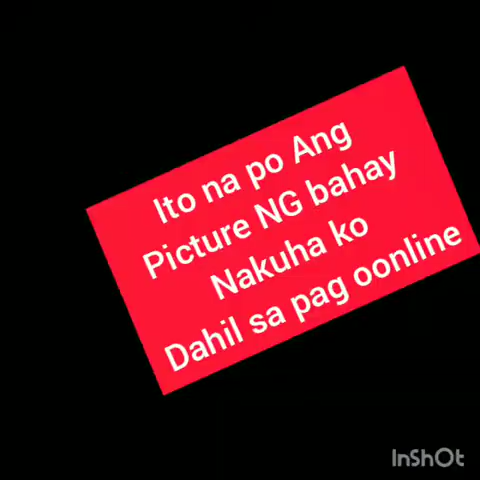 Ito na po Ang
Picture NG bahay
Nakuha ko
Dahil sa pag oonline
InShOt